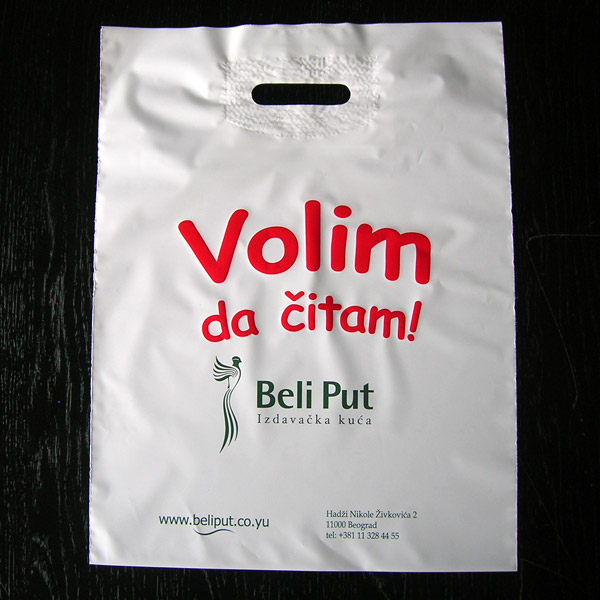 Volim
da čitam!
Beli Put
Izdavačka kuća
www.beliput.co.yu
Hadži Nikole Živkovića 2
11000 Beograd
tel: +381 11 328 44 55